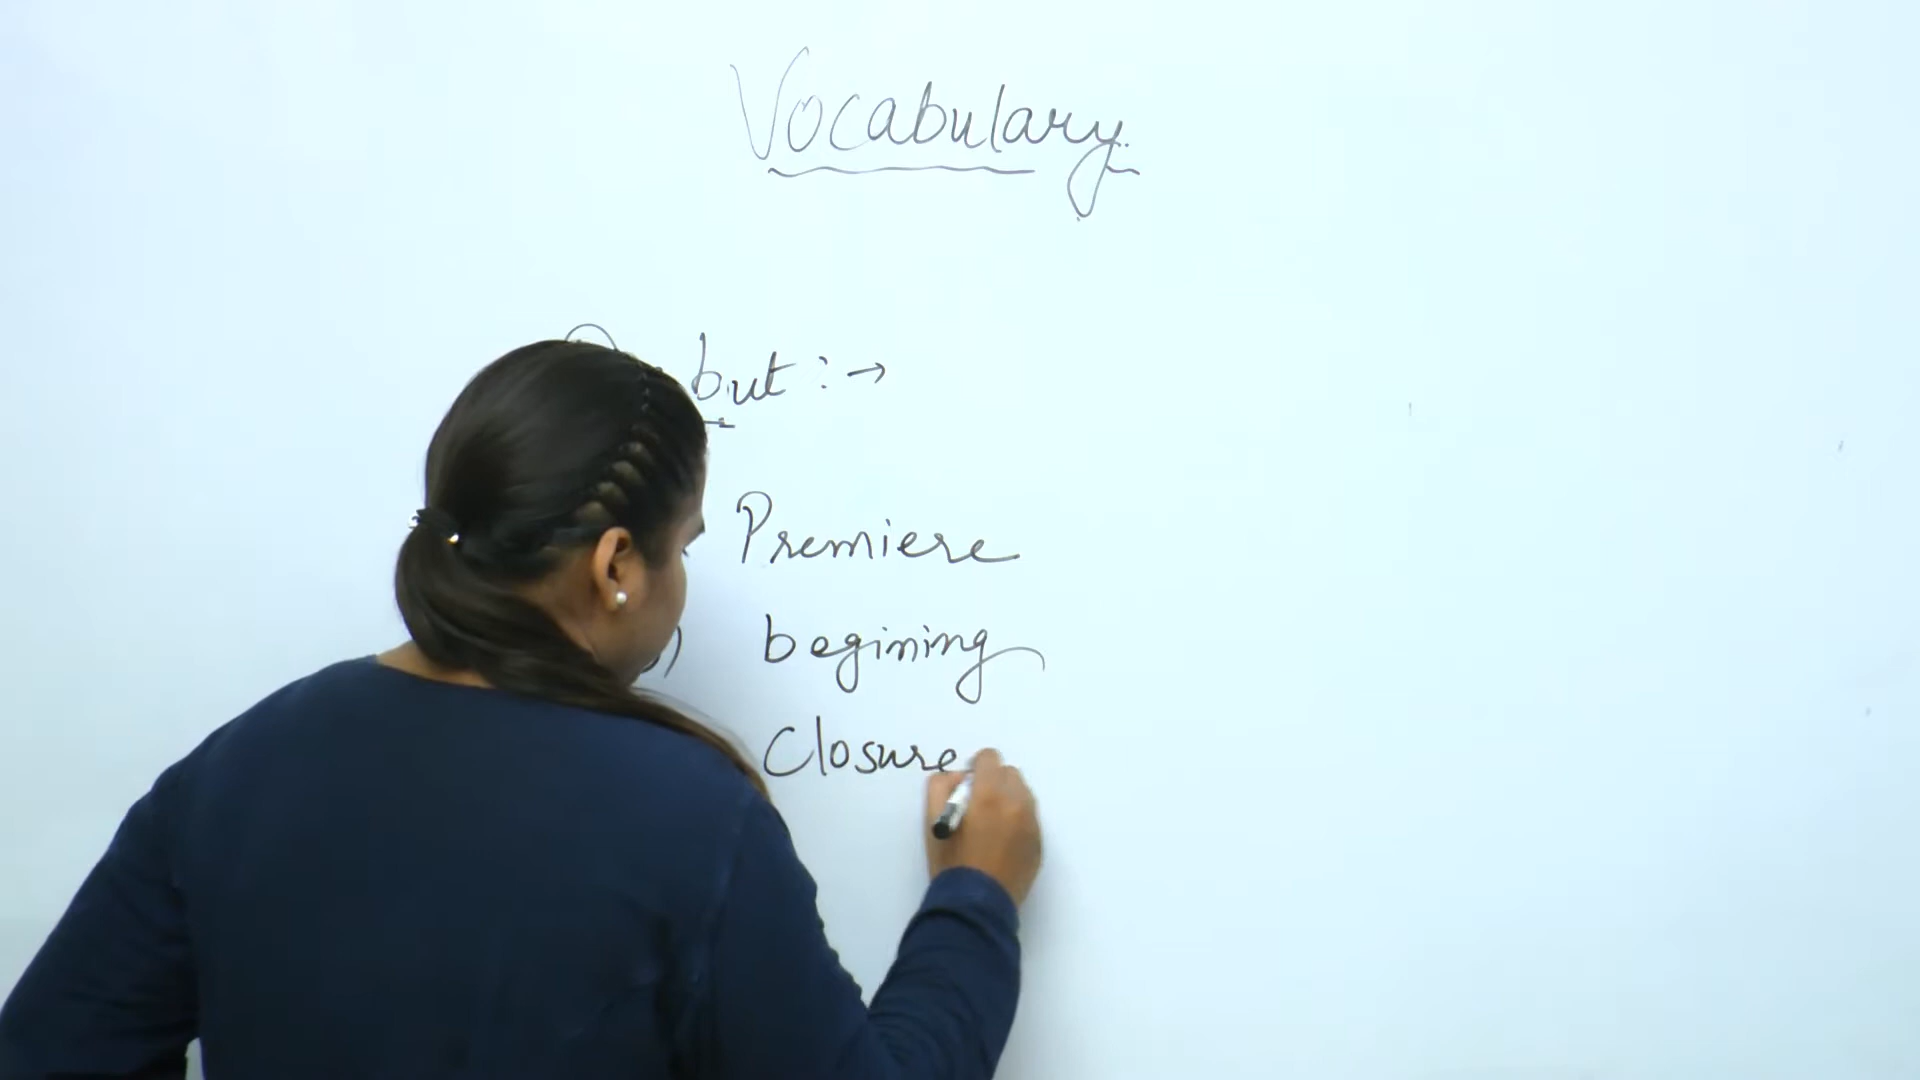 Vocabulary
but :→
Premiere
begining
Closure